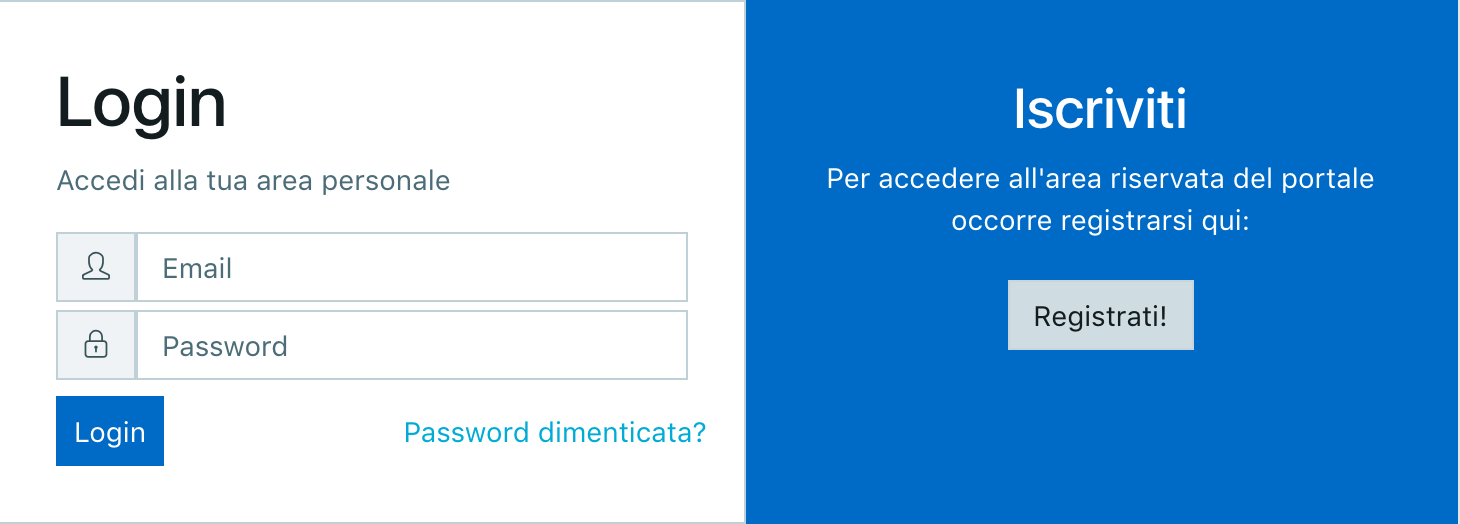 Login
Accedi alla tua area personale
Email
Password
Login
Password dimenticata?
Iscriviti
Per accedere all'area riservata del portale
occorre registrarsi qui:
Registrati!